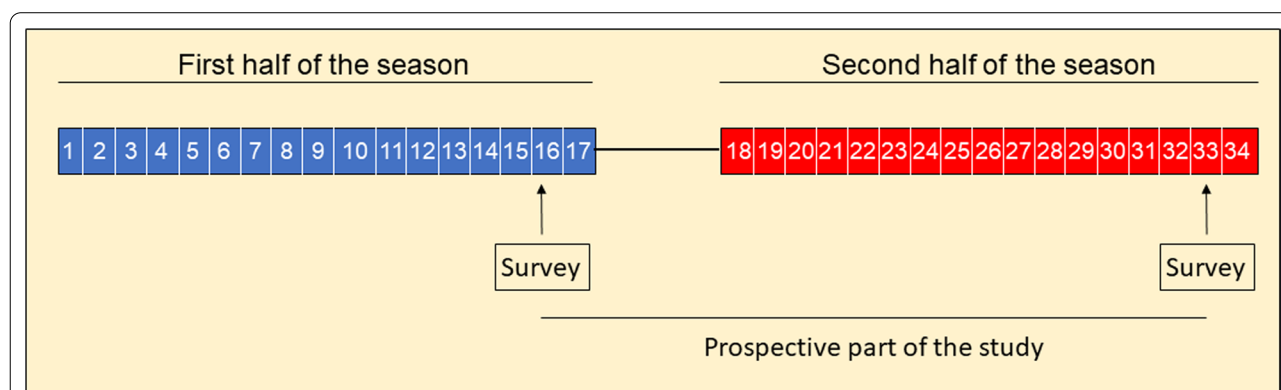 First half of the season
Second half of the season
1 2 3 4 5 6 7 8 9 10 11 12 13 14 15 16 17
18 19 20 21 22 23 24 25 26 27 28 29 30 31 32 33 34
Survey
Survey
Prospective part of the study